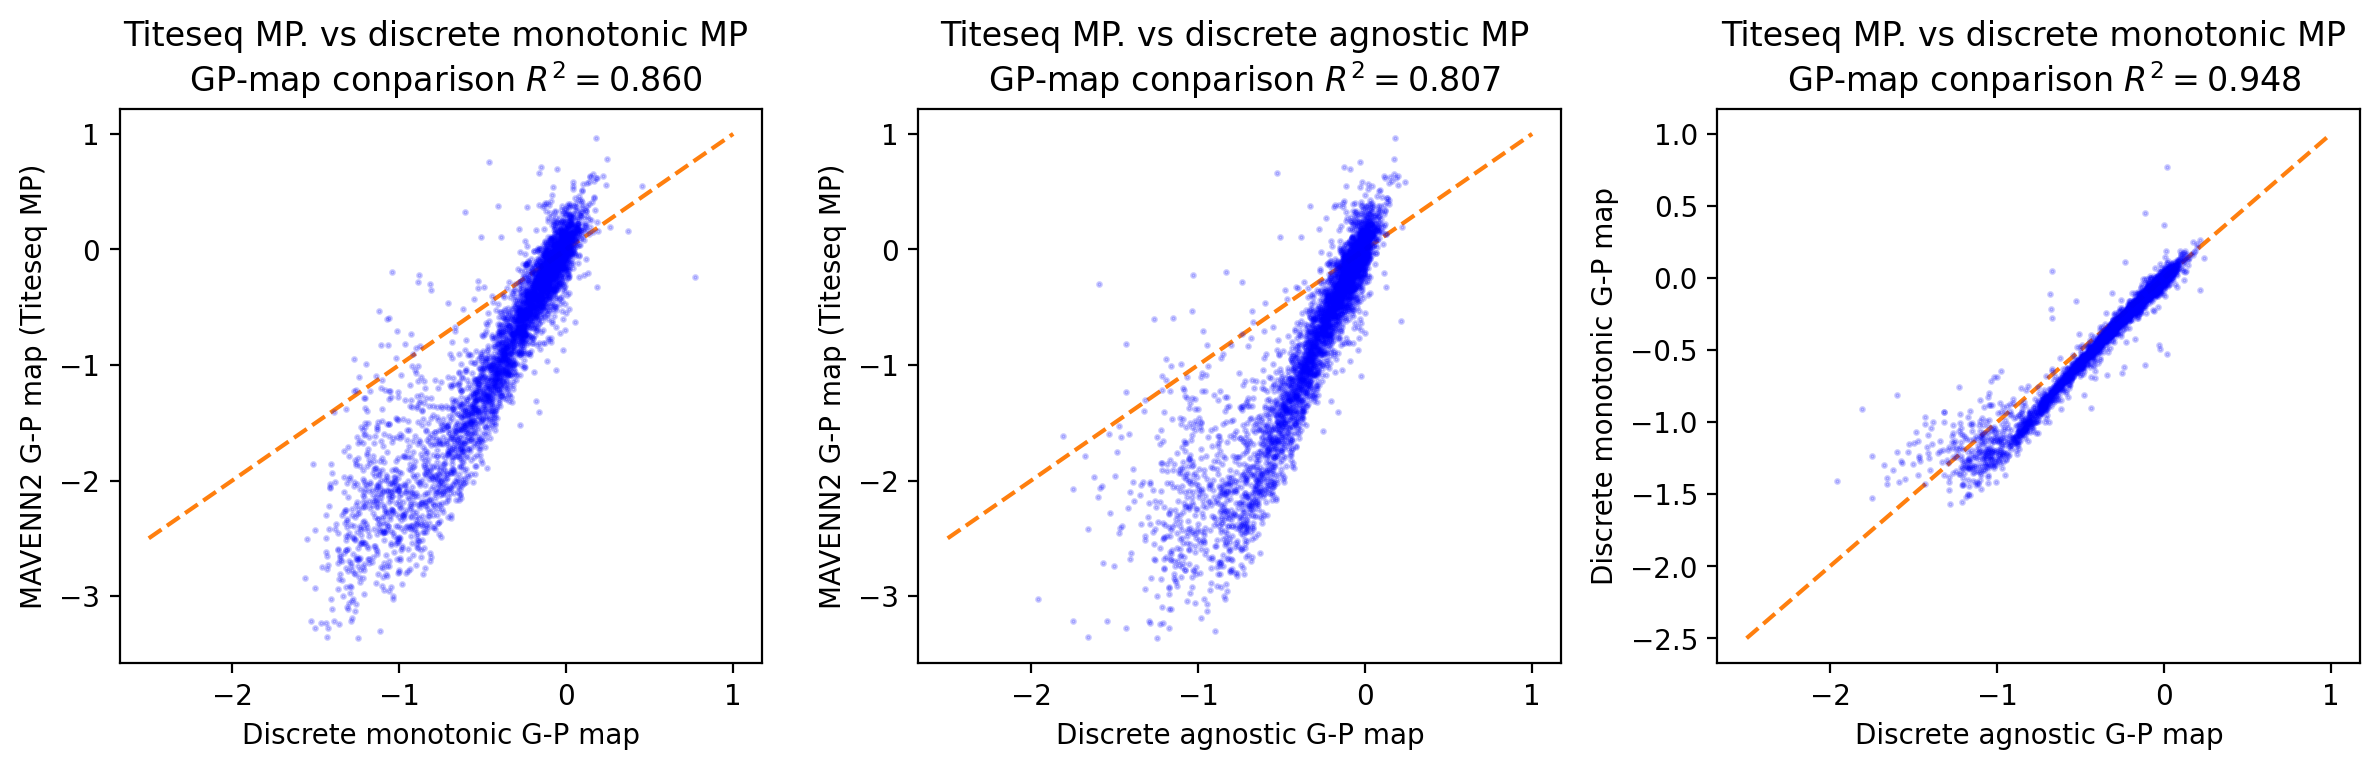 Titeseq MP. vs discrete monotonic MP
GP-map conparison R² = 0.860
MAVENN2 G-P map (Titeseq MP)
1
0
−1
−2
−3
−2
−1
0
1
Discrete monotonic G-P map
Titeseq MP. vs discrete agnostic MP
GP-map conparison R² = 0.807
MAVENN2 G-P map (Titeseq MP)
1
0
−1
−2
−3
−2
−1
0
1
Discrete agnostic G-P map
Titeseq MP. vs discrete monotonic MP
GP-map conparison R² = 0.948
Discrete monotonic G-P map
1.0
0.5
0.0
−0.5
−1.0
−1.5
−2.0
−2.5
−2
−1
0
1
Discrete agnostic G-P map